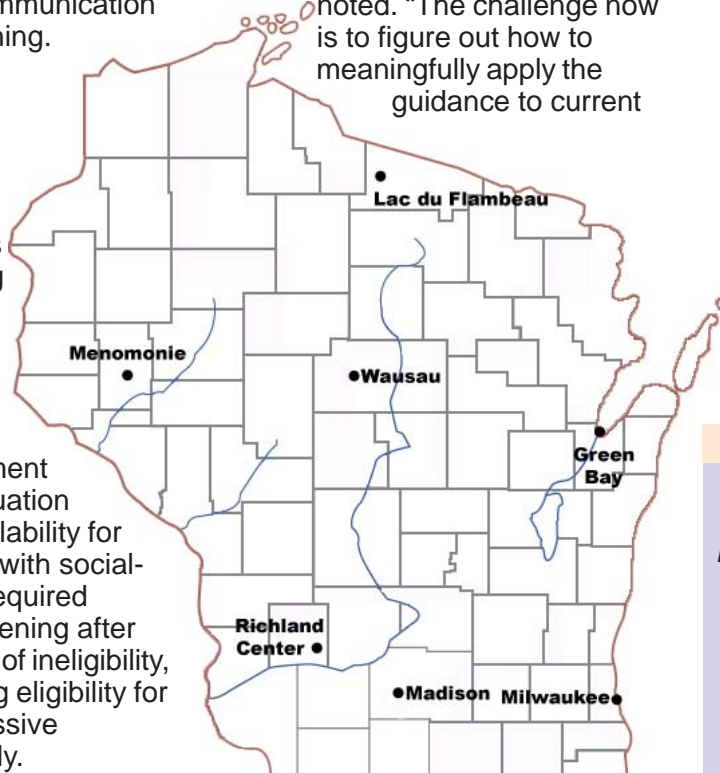 mmunication
ning.
s
g
ment
uation
lability for
with social-
equired
ening after
of ineligibility,
g eligibility for
ssive
ly.
noted. “The challenge now
is to figure out how to
meaningfully apply the
guidance to current
Lac du Flambeau
Menomonie
Wausau
Green
Bay
Richland
Center
Madison
Milwaukee